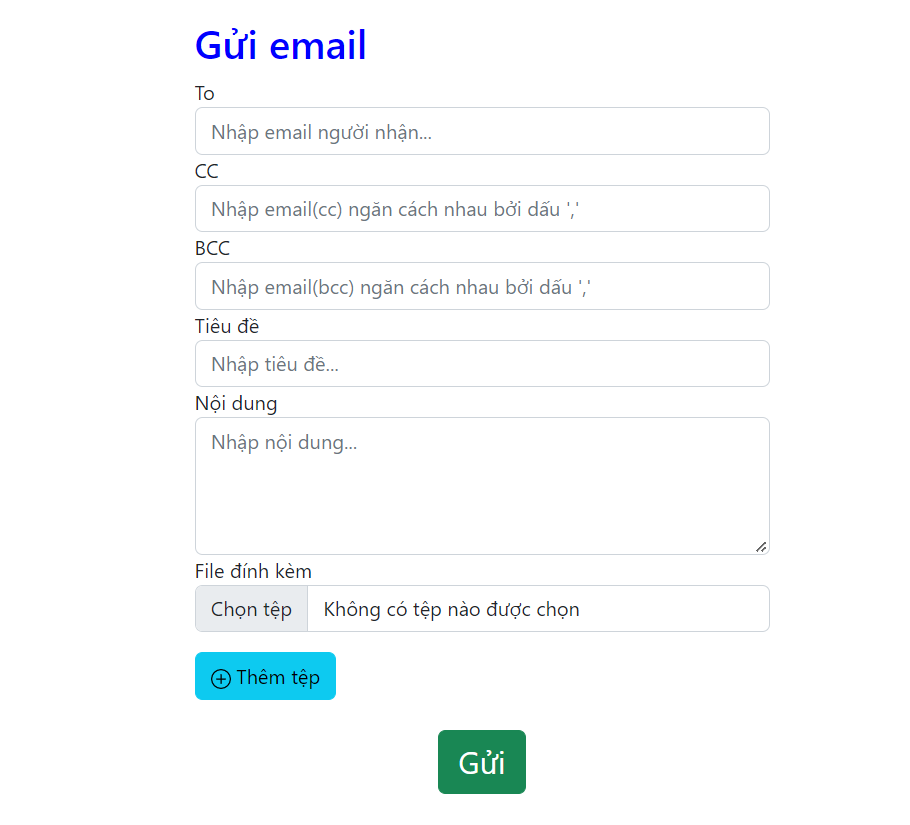 Gửi email
To
Nhập email người nhận...
CC
Nhập email(cc) ngăn cách nhau bởi dấu ','
BCC
Nhập email(bcc) ngăn cách nhau bởi dấu ','
Tiêu đề
Nhập tiêu đề...
Nội dung
Nhập nội dung...
File đính kèm
Chọn tệp Không có tệp nào được chọn
Thêm tệp
Gửi